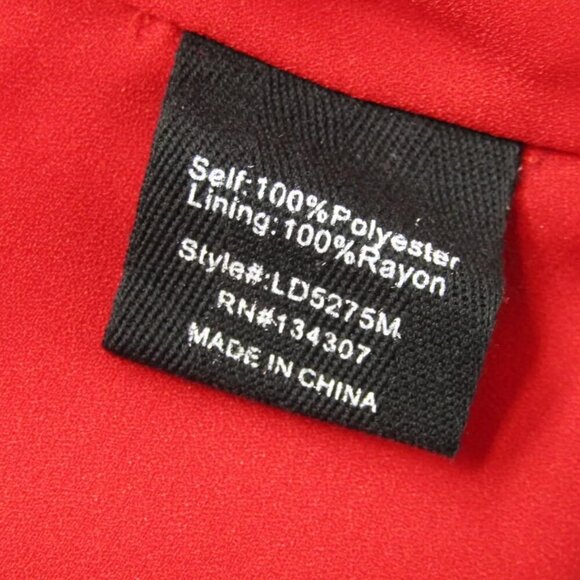 Self:100%Polyester
Lining:100%Rayon
Style#:LD5275M
RN#134307
MADE IN CHINA